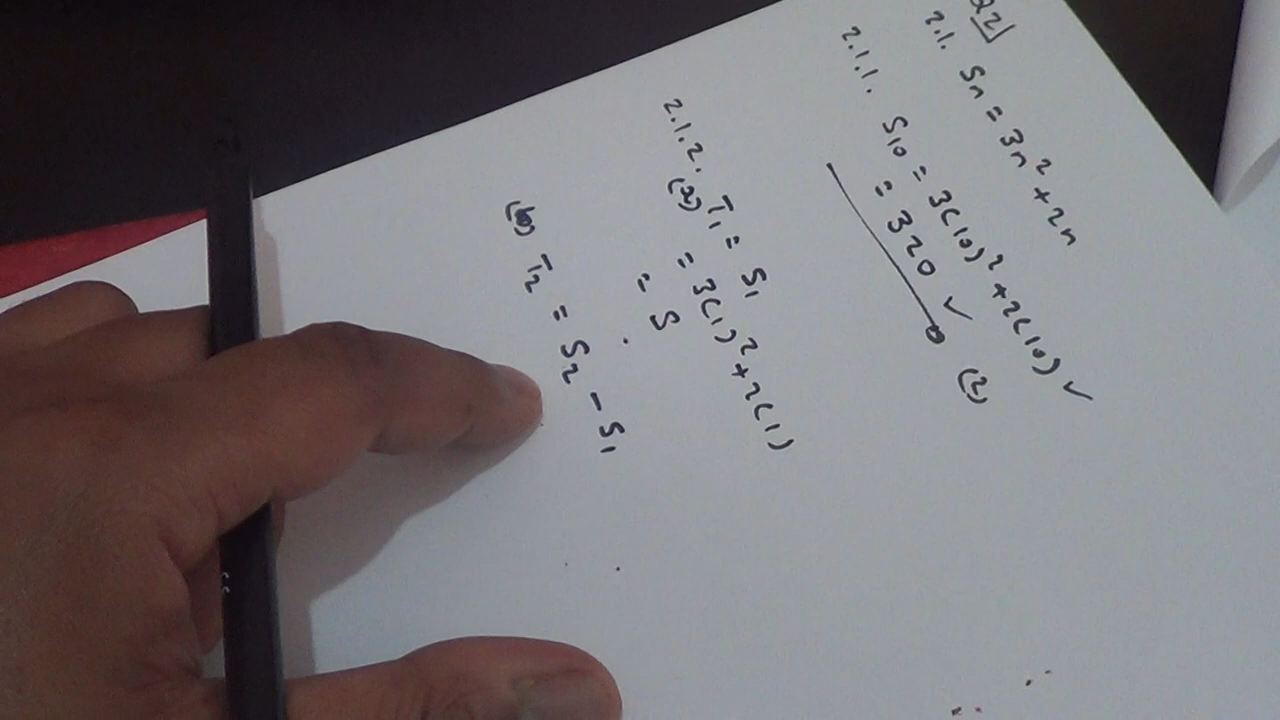 Q2
2.1. Sn = 3n² + 2n
2.1.1. S10 = 3(10)² + 2(10) ✓
= 320 ✓ (2)
2.1.2. (a) T1 = S1
= 3(1)² + 2(1)
= 5
(b) T2 = S2 − S1